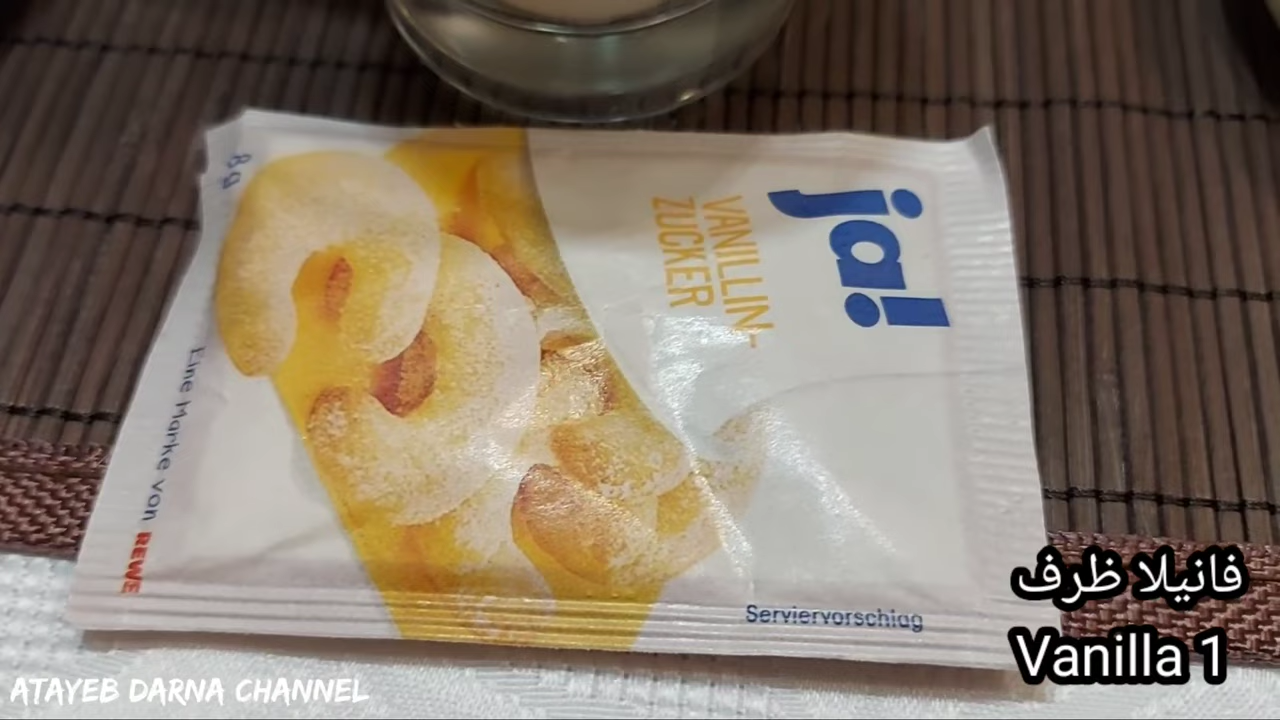 ja!
VANILLIN-
ZUCKER
8g
Eine Marke von REWE
Serviervorschlag
فانيلا ظرف
Vanilla 1
ATAYEB DARNA CHANNEL